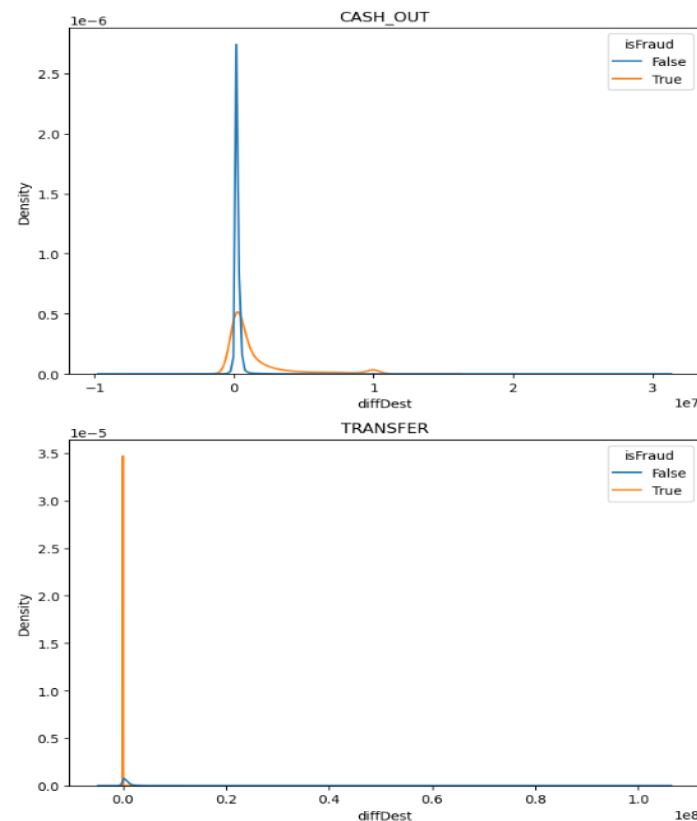 CASH_OUT
1e−6
isFraud
False
True
2.5
2.0
1.5
1.0
0.5
0.0
Density
−1
0
1
2
3
1e7
diffDest
TRANSFER
1e−5
isFraud
False
True
3.5
3.0
2.5
2.0
1.5
1.0
0.5
0.0
Density
0.0
0.2
0.4
0.6
0.8
1.0
1e8
diffDest